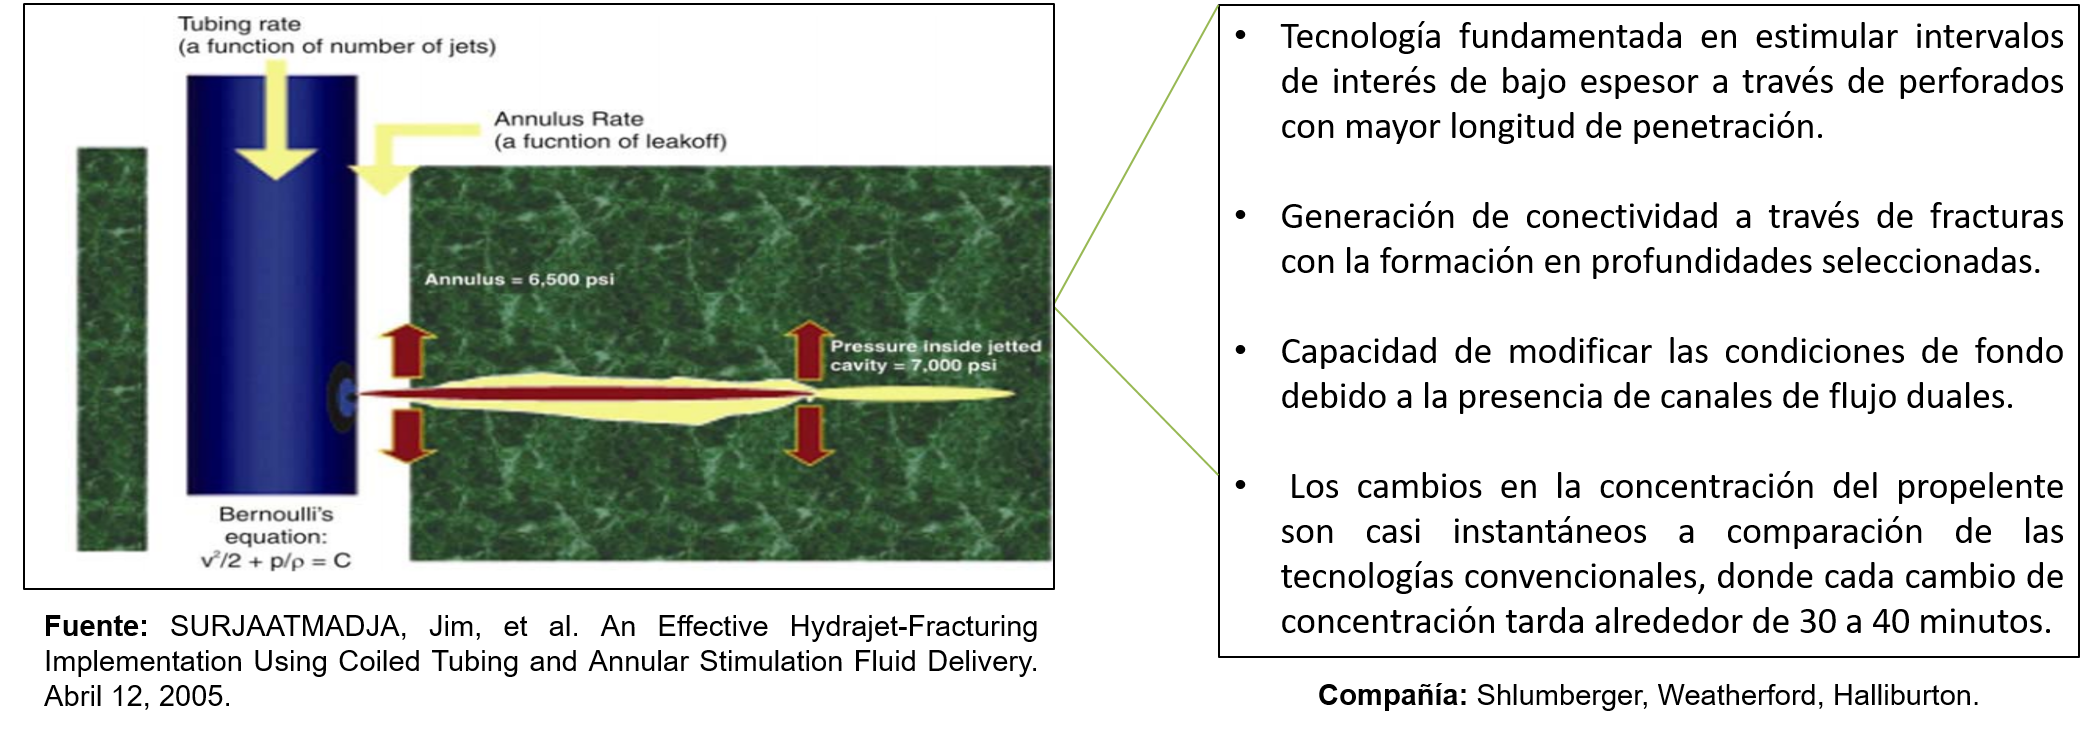 Tubing rate
(a function of number of jets)
Annulus Rate
(a fucntion of leakoff)
Annulus = 6,500 psi
Pressure inside jetted
cavity = 7,000 psi
Bernoulli's
equation:
v²/2 + p/ρ = C
Fuente: SURJAATMADJA, Jim, et al. An Effective Hydrajet-Fracturing
Implementation Using Coiled Tubing and Annular Stimulation Fluid Delivery.
Abril 12, 2005.
• Tecnología fundamentada en estimular intervalos
de interés de bajo espesor a través de perforados
con mayor longitud de penetración.
• Generación de conectividad a través de fracturas
con la formación en profundidades seleccionadas.
• Capacidad de modificar las condiciones de fondo
debido a la presencia de canales de flujo duales.
• Los cambios en la concentración del propelente
son casi instantáneos a comparación de las
tecnologías convencionales, donde cada cambio de
concentración tarda alrededor de 30 a 40 minutos.
Compañía: Shlumberger, Weatherford, Halliburton.